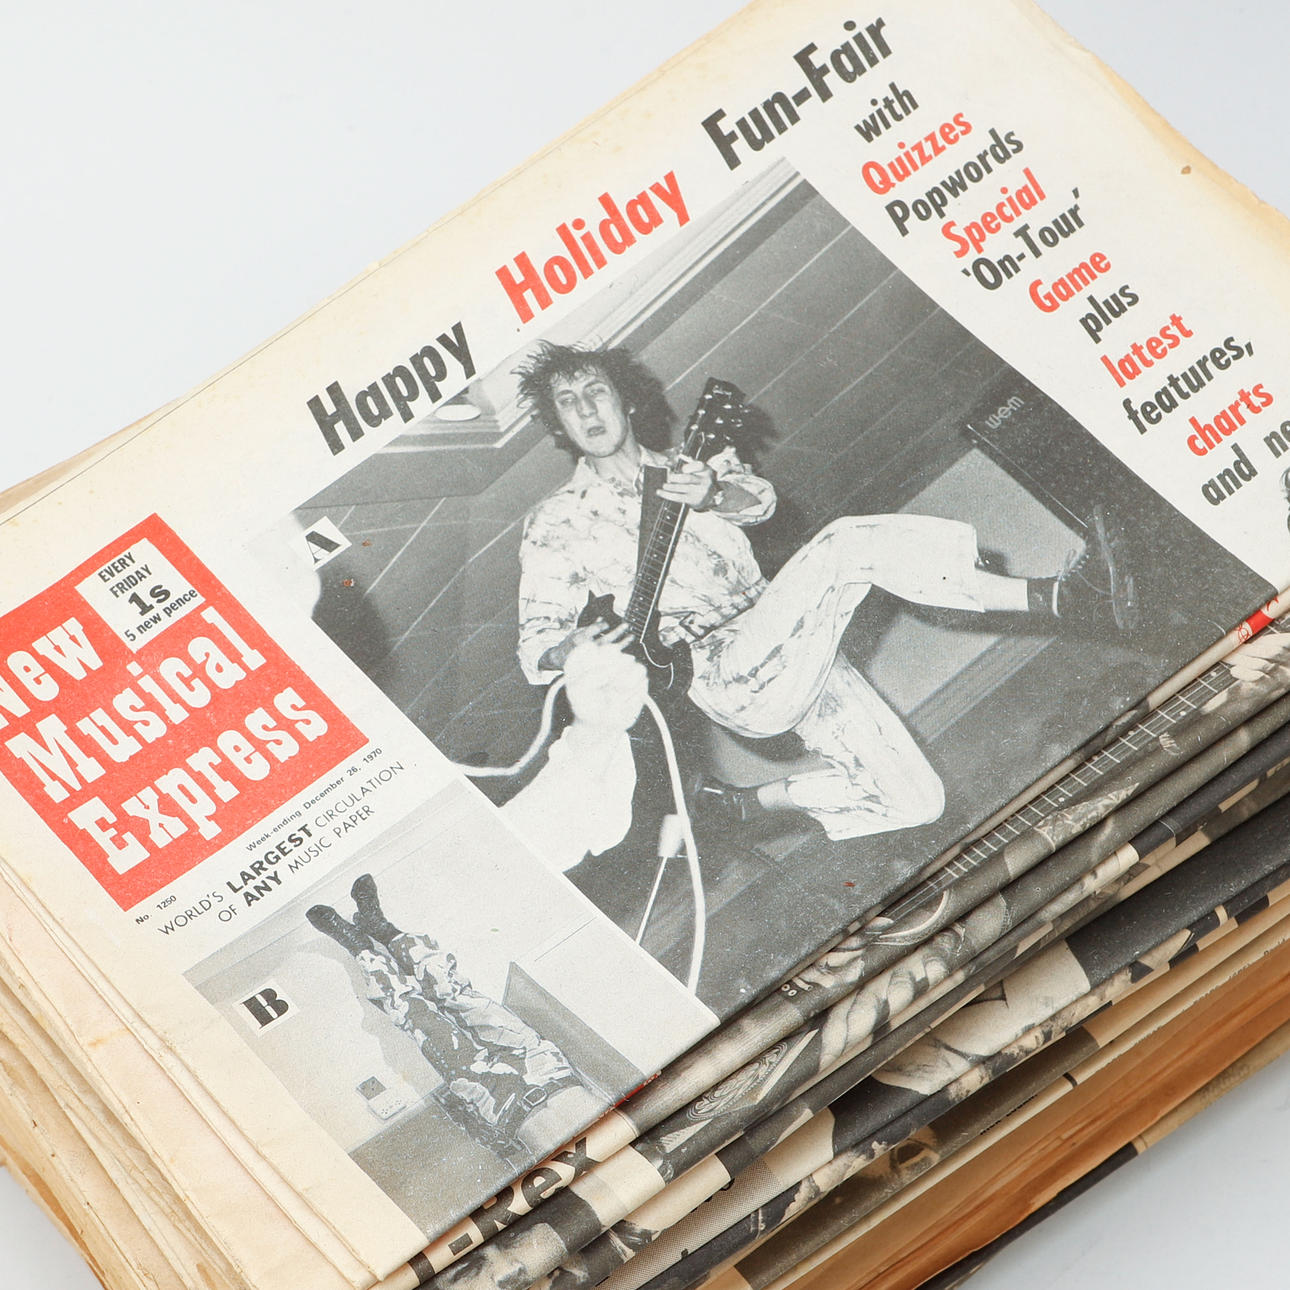 Happy Holiday Fun-Fair
with
Quizzes
Popwords
Special
'On-Tour'
Game
plus
latest
features,
charts
and
EVERY
FRIDAY
1s
5 new pence
New
Musical
Express
No. 1250 Week-ending December 26, 1970
WORLD'S LARGEST CIRCULATION
OF ANY MUSIC PAPER
A
wem
B
Rex